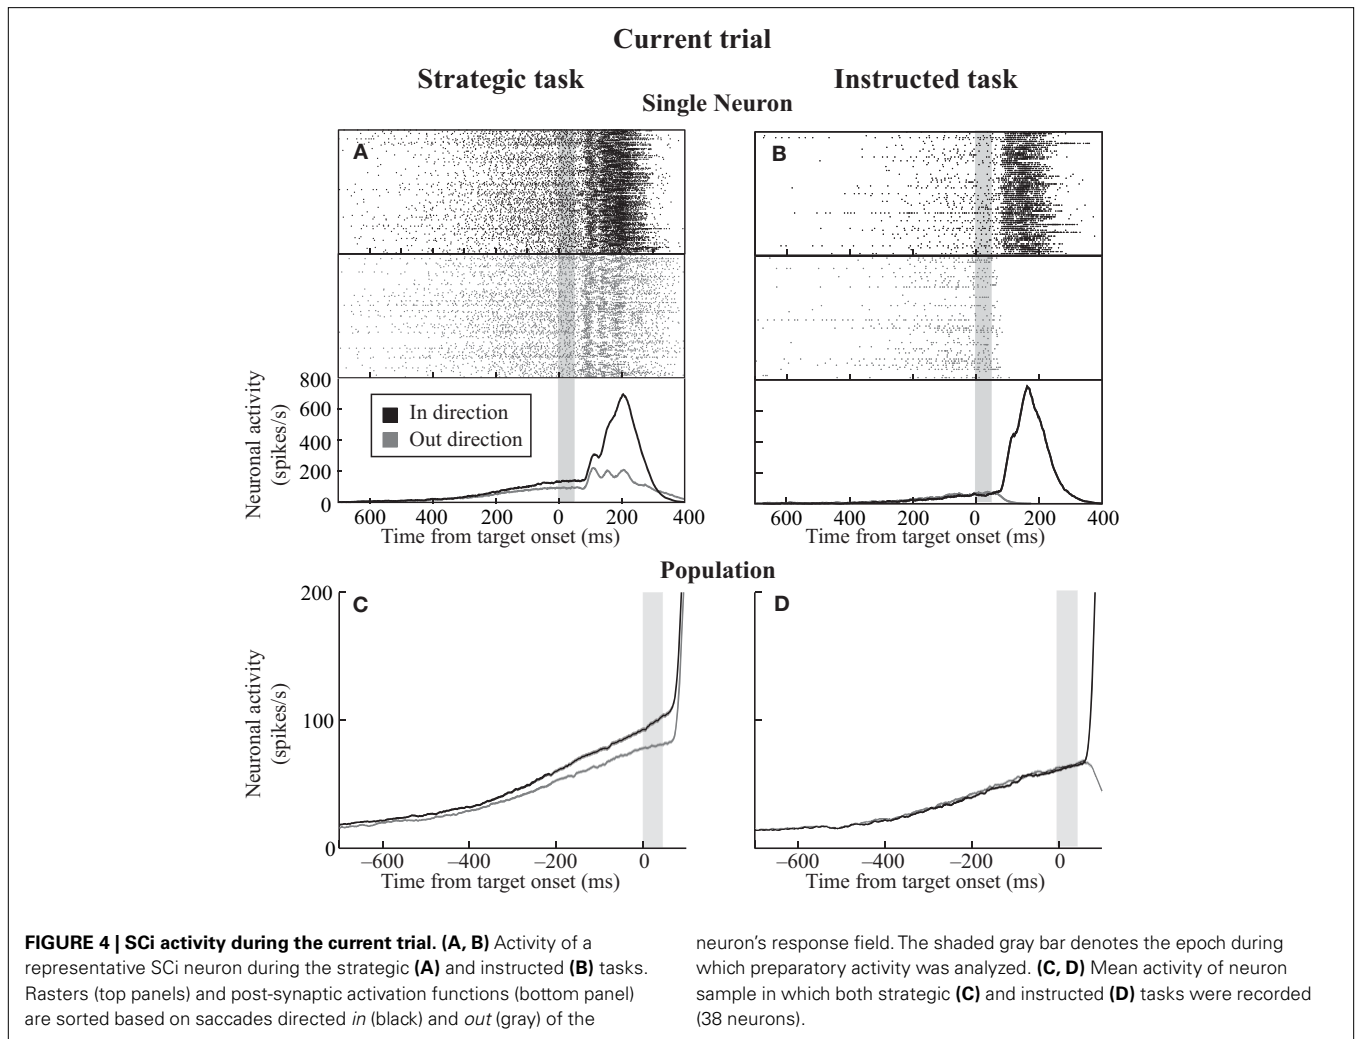 Current trial
Strategic task
Instructed task
Single Neuron
A
B
Neuronal activity
(spikes/s)
800
600
400
200
0
In direction
Out direction
600 400 200 0 200 400
Time from target onset (ms)
600 400 200 0 200 400
Time from target onset (ms)
Population
C
D
Neuronal activity
(spikes/s)
200
100
0
−600 −400 −200 0
Time from target onset (ms)
−600 −400 −200 0
Time from target onset (ms)
FIGURE 4 | SCi activity during the current trial. (A, B) Activity of a
representative SCi neuron during the strategic (A) and instructed (B) tasks.
Rasters (top panels) and post-synaptic activation functions (bottom panel)
are sorted based on saccades directed in (black) and out (gray) of the
neuron's response field. The shaded gray bar denotes the epoch during
which preparatory activity was analyzed. (C, D) Mean activity of neuron
sample in which both strategic (C) and instructed (D) tasks were recorded
(38 neurons).